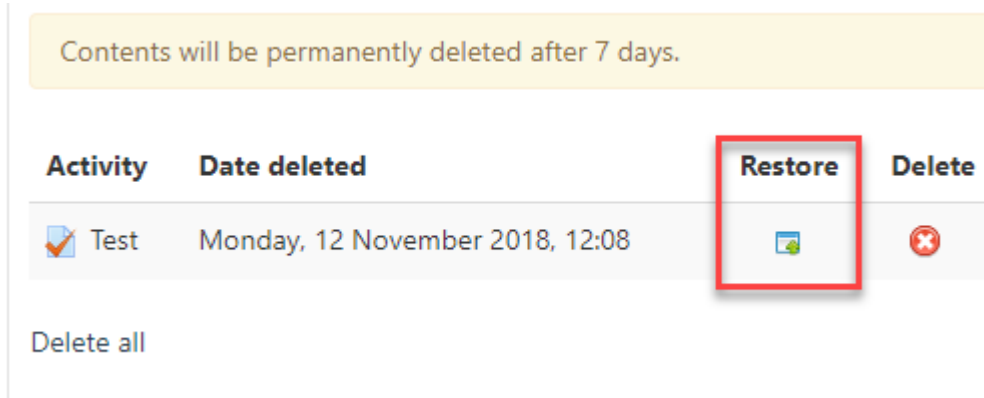 Contents will be permanently deleted after 7 days.
Activity Date deleted Restore Delete
Test Monday, 12 November 2018, 12:08
Delete all